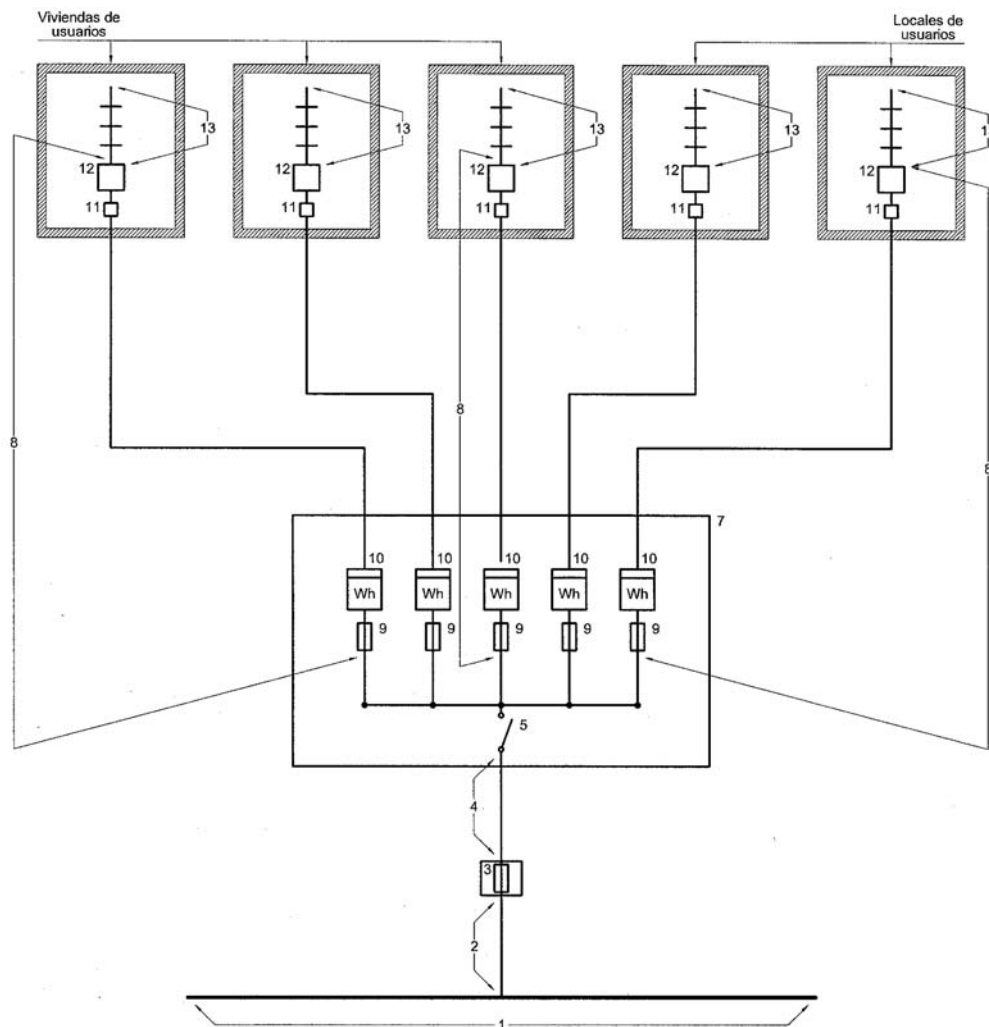 Viviendas de
usuarios
Locales de
usuarios
13 13 13 13
12 12 12 12 12
11 11 11 11 11
8 8 8
7
10 10 10 10 10
Wh Wh Wh Wh Wh
9 9 9 9 9
5
4
3
2
1